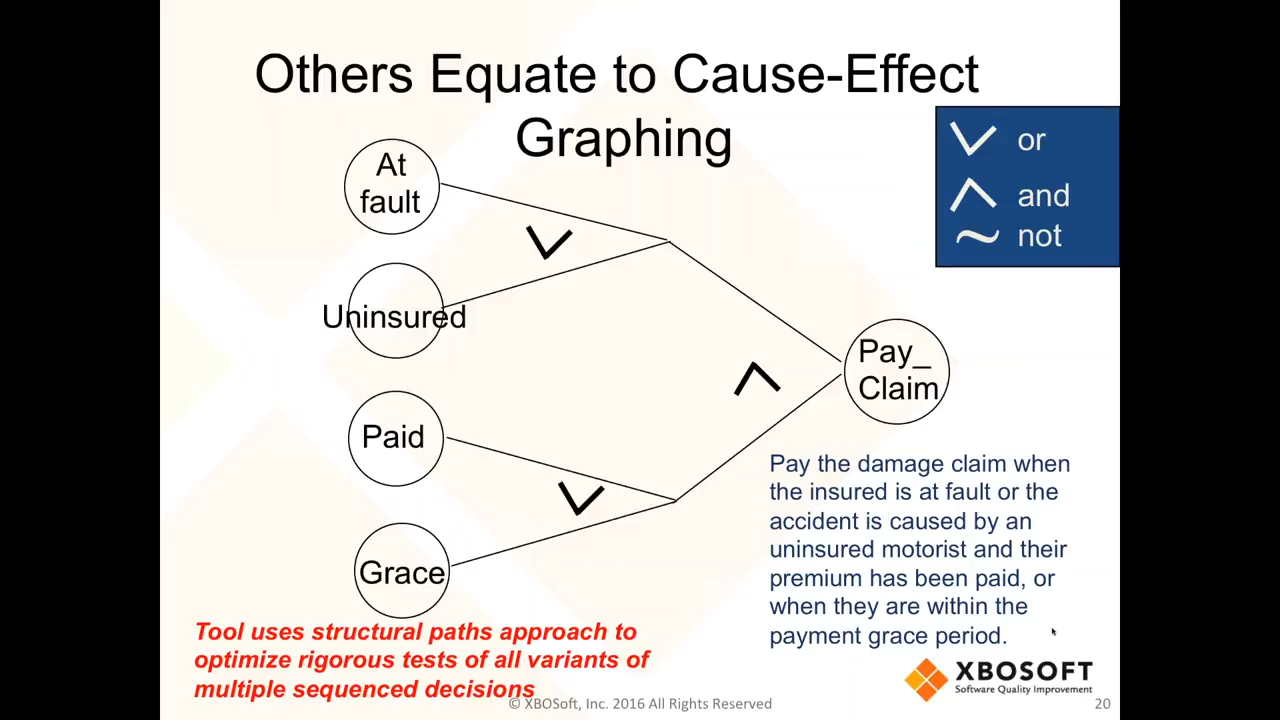 Others Equate to Cause-Effect
Graphing
or
and
not
At
fault
Uninsured
Paid
Grace
Pay_
Claim
Pay the damage claim when
the insured is at fault or the
accident is caused by an
uninsured motorist and their
premium has been paid, or
when they are within the
payment grace period.
Tool uses structural paths approach to
optimize rigorous tests of all variants of
multiple sequenced decisions
XBOSOFT
Software Quality Improvement
© XBOSoft, Inc. 2016 All Rights Reserved
20